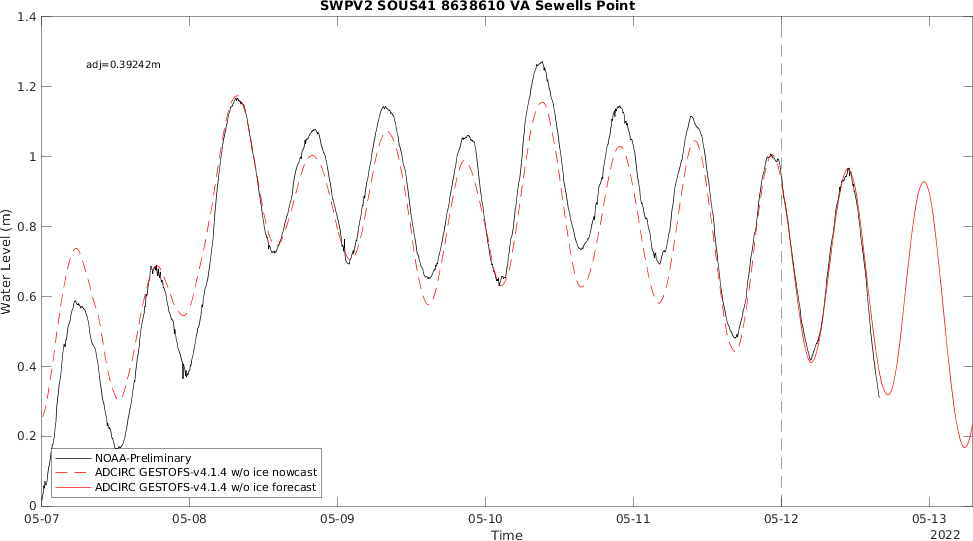 SWPV2 SOUS41 8638610 VA Sewells Point
adj=0.39242m
1.4
1.2
1
0.8
0.6
0.4
0.2
0
Water Level (m)
NOAA-Preliminary
ADCIRC GESTOFS-v4.1.4 w/o ice nowcast
ADCIRC GESTOFS-v4.1.4 w/o ice forecast
05-07 05-08 05-09 05-10 05-11 05-12 05-13
Time
2022